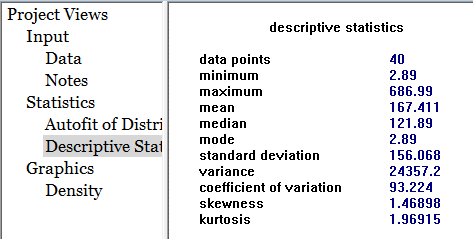 Project Views
Input
Data
Notes
Statistics
Autofit of Distri
Descriptive Stat
Graphics
Density
descriptive statistics
data points 40
minimum 2.89
maximum 686.99
mean 167.411
median 121.89
mode 2.89
standard deviation 156.068
variance 24357.2
coefficient of variation 93.224
skewness 1.46898
kurtosis 1.96915